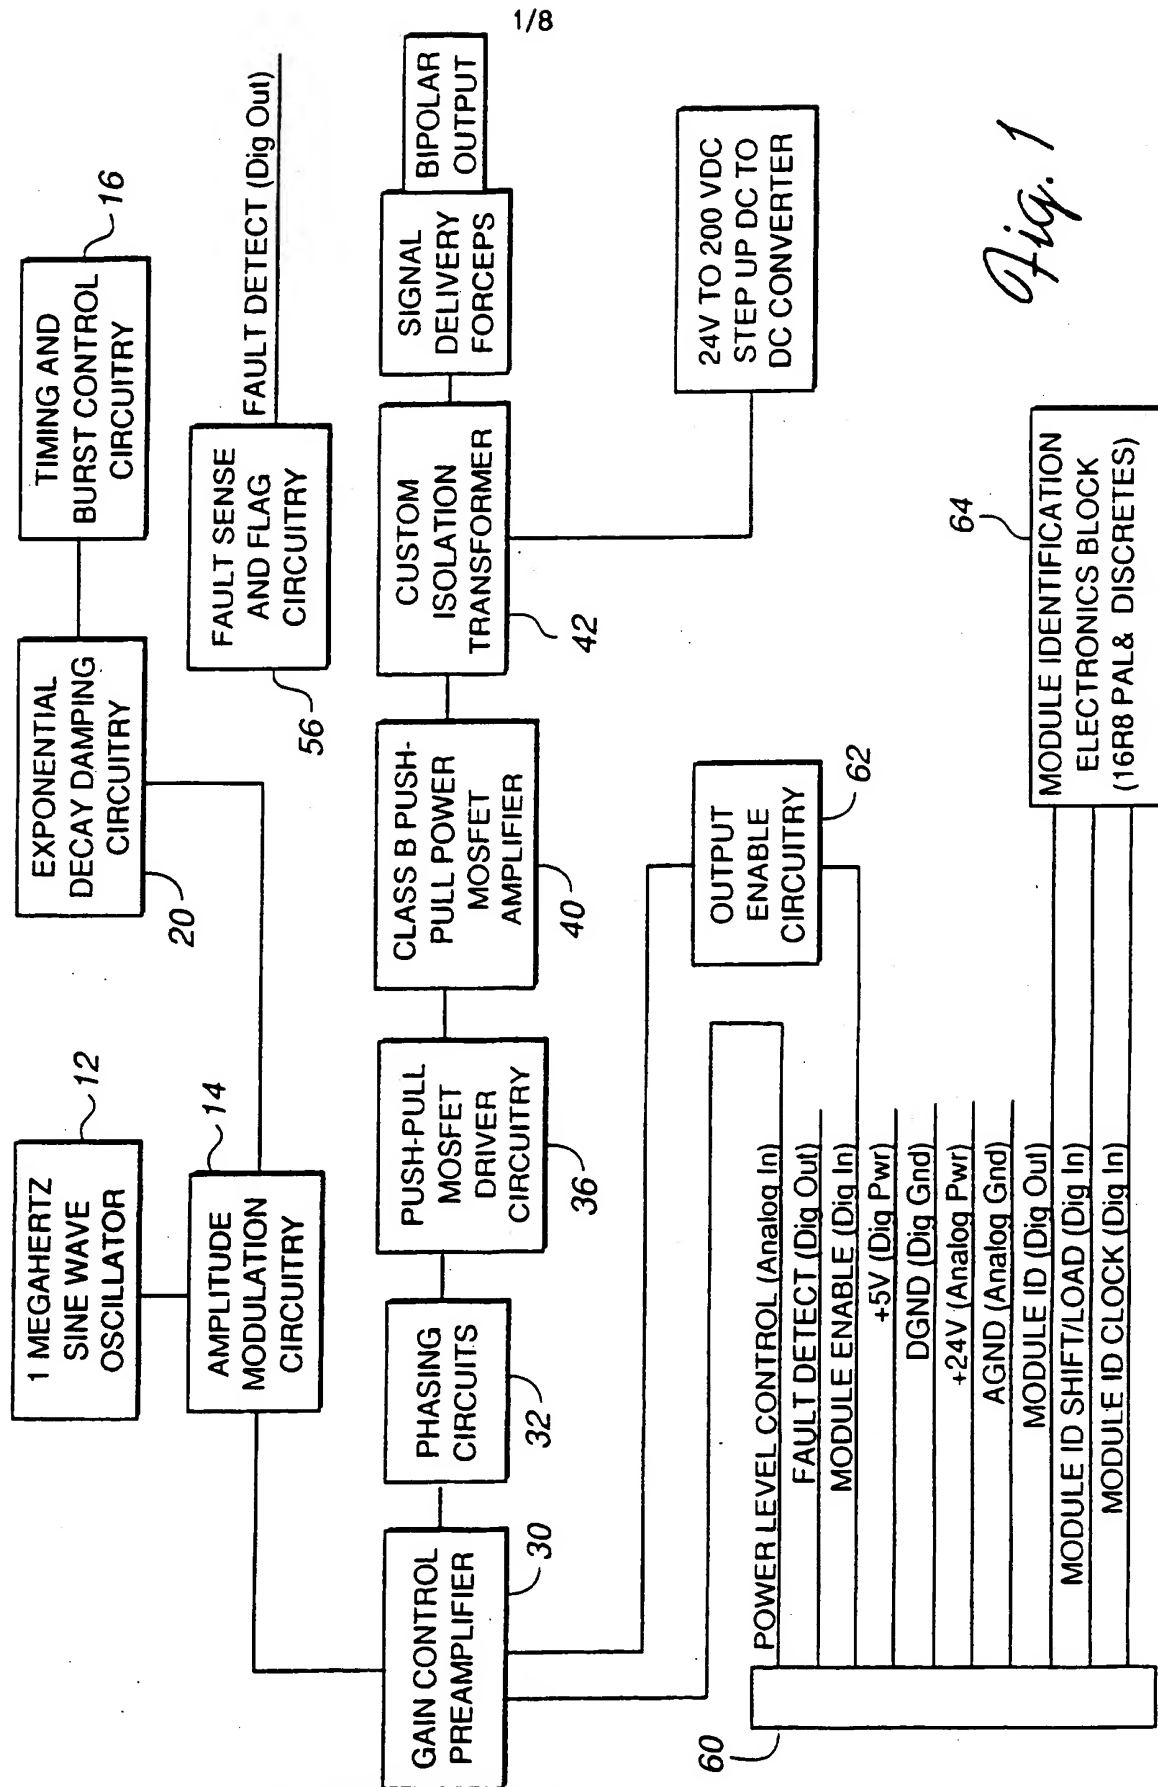 1/8
1 MEGAHERTZ
SINE WAVE
OSCILLATOR
12
EXPONENTIAL
DECAY DAMPING
CIRCUITRY
20
TIMING AND
BURST CONTROL
CIRCUITRY
16
AMPLITUDE
MODULATION
CIRCUITRY
14
FAULT SENSE
AND FLAG
CIRCUITRY
56
FAULT DETECT (Dig Out)
GAIN CONTROL
PREAMPLIFIER
30
PHASING
CIRCUITS
32
PUSH-PULL
MOSFET
DRIVER
CIRCUITRY
36
CLASS B PUSH-
PULL POWER
MOSFET
AMPLIFIER
40
CUSTOM
ISOLATION
TRANSFORMER
42
SIGNAL
DELIVERY
FORCEPS
BIPOLAR
OUTPUT
OUTPUT
ENABLE
CIRCUITRY
62
24V TO 200 VDC
STEP UP DC TO
DC CONVERTER
60
POWER LEVEL CONTROL (Analog In)
FAULT DETECT (Dig Out)
MODULE ENABLE (Dig In)
+5V (Dig Pwr)
DGND (Dig Gnd)
+24V (Analog Pwr)
AGND (Analog Gnd)
MODULE ID (Dig Out)
MODULE ID SHIFT/LOAD (Dig In)
MODULE ID CLOCK (Dig In)
64
MODULE IDENTIFICATION
ELECTRONICS BLOCK
(16R8 PAL& DISCRETES)
Fig. 1